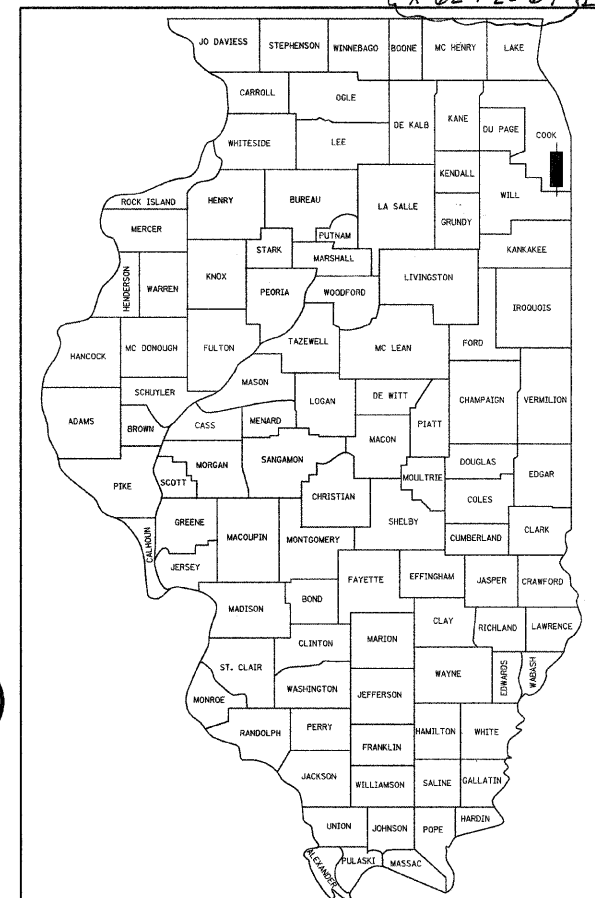 JO DAVIESS
STEPHENSON
WINNEBAGO
BOONE
MC HENRY
LAKE
CARROLL
OGLE
DE KALB
KANE
DU PAGE
COOK
WHITESIDE
LEE
KENDALL
WILL
ROCK ISLAND
HENRY
BUREAU
LA SALLE
GRUNDY
MERCER
PUTNAM
KANKAKEE
STARK
MARSHALL
HENDERSON
WARREN
KNOX
PEORIA
WOODFORD
LIVINGSTON
IROQUOIS
HANCOCK
MC DONOUGH
FULTON
TAZEWELL
MC LEAN
FORD
MASON
SCHUYLER
LOGAN
DE WITT
CHAMPAIGN
VERMILION
ADAMS
BROWN
CASS
MENARD
MACON
PIATT
PIKE
SCOTT
MORGAN
SANGAMON
CHRISTIAN
MOULTRIE
DOUGLAS
EDGAR
COLES
CALHOUN
GREENE
MACOUPIN
MONTGOMERY
SHELBY
CUMBERLAND
CLARK
JERSEY
FAYETTE
EFFINGHAM
JASPER
CRAWFORD
MADISON
BOND
CLAY
RICHLAND
LAWRENCE
CLINTON
MARION
ST. CLAIR
WAYNE
EDWARDS
WABASH
MONROE
WASHINGTON
JEFFERSON
RANDOLPH
PERRY
HAMILTON
WHITE
FRANKLIN
JACKSON
WILLIAMSON
SALINE
GALLATIN
UNION
JOHNSON
POPE
HARDIN
ALEXANDER
PULASKI
MASSAC